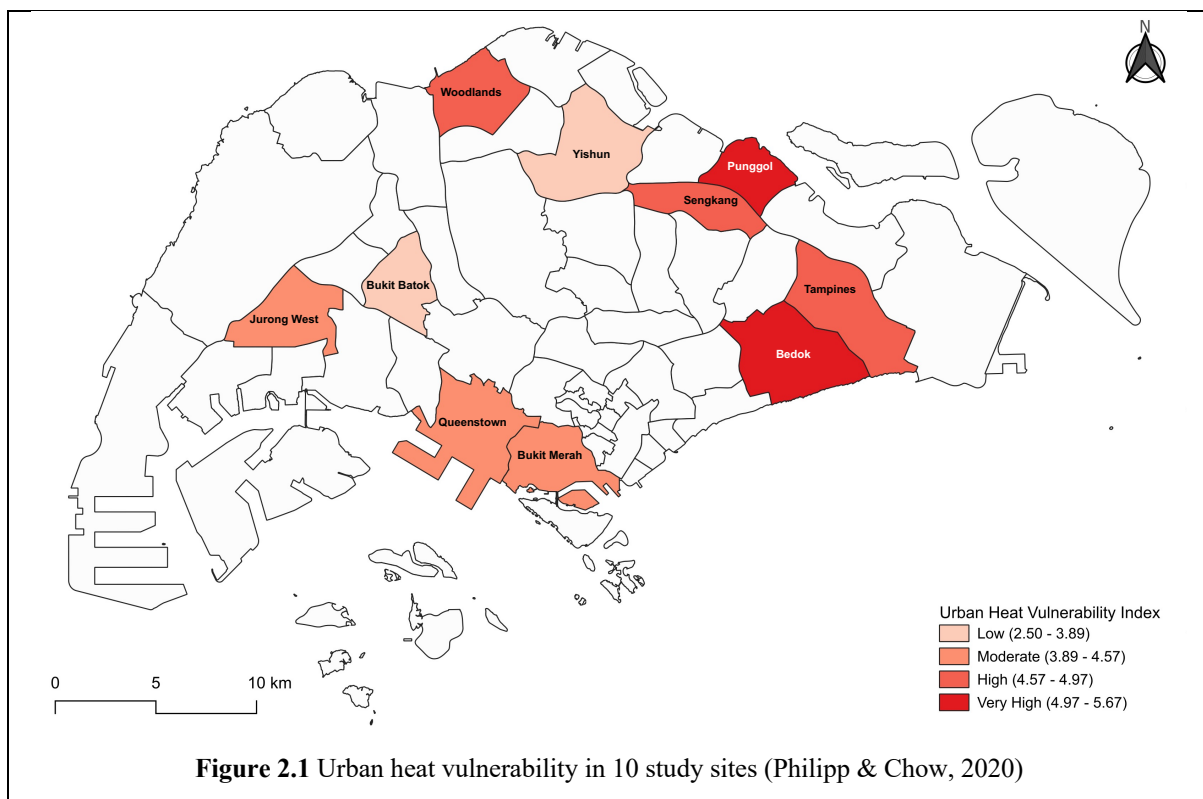 N
Woodlands
Yishun
Punggol
Sengkang
Bukit Batok
Tampines
Jurong West
Bedok
Queenstown
Bukit Merah
Urban Heat Vulnerability Index
Low (2.50 - 3.89)
Moderate (3.89 - 4.57)
High (4.57 - 4.97)
Very High (4.97 - 5.67)
0 5 10 km
Figure 2.1 Urban heat vulnerability in 10 study sites (Philipp & Chow, 2020)